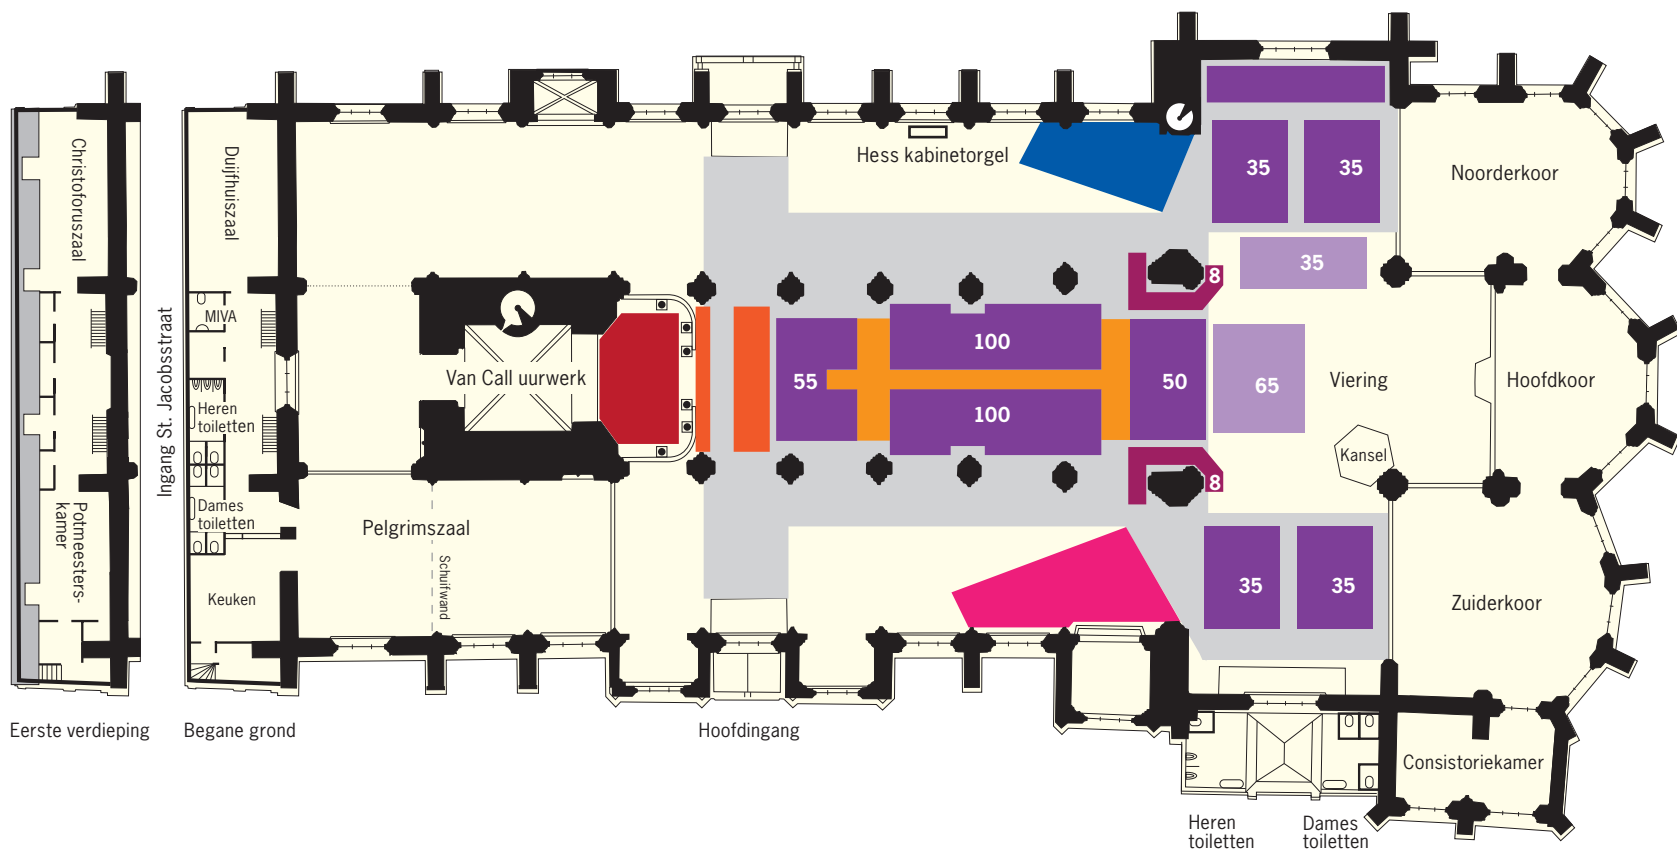 Christoforuszaal
Potmeesters-
kamer
Eerste verdieping
Ingang St. Jacobsstraat
Duijfhuiszaal
MIVA
Heren
toiletten
Dames
toiletten
Keuken
Begane grond
Van Call uurwerk
Pelgrimszaal
Schuifwand
Hoofdingang
Hess kabinetorgel
55
100
100
50
8
8
35
35
35
65
35
35
Viering
Kansel
Noorderkoor
Hoofdkoor
Zuiderkoor
Consistoriekamer
Heren
toiletten
Dames
toiletten